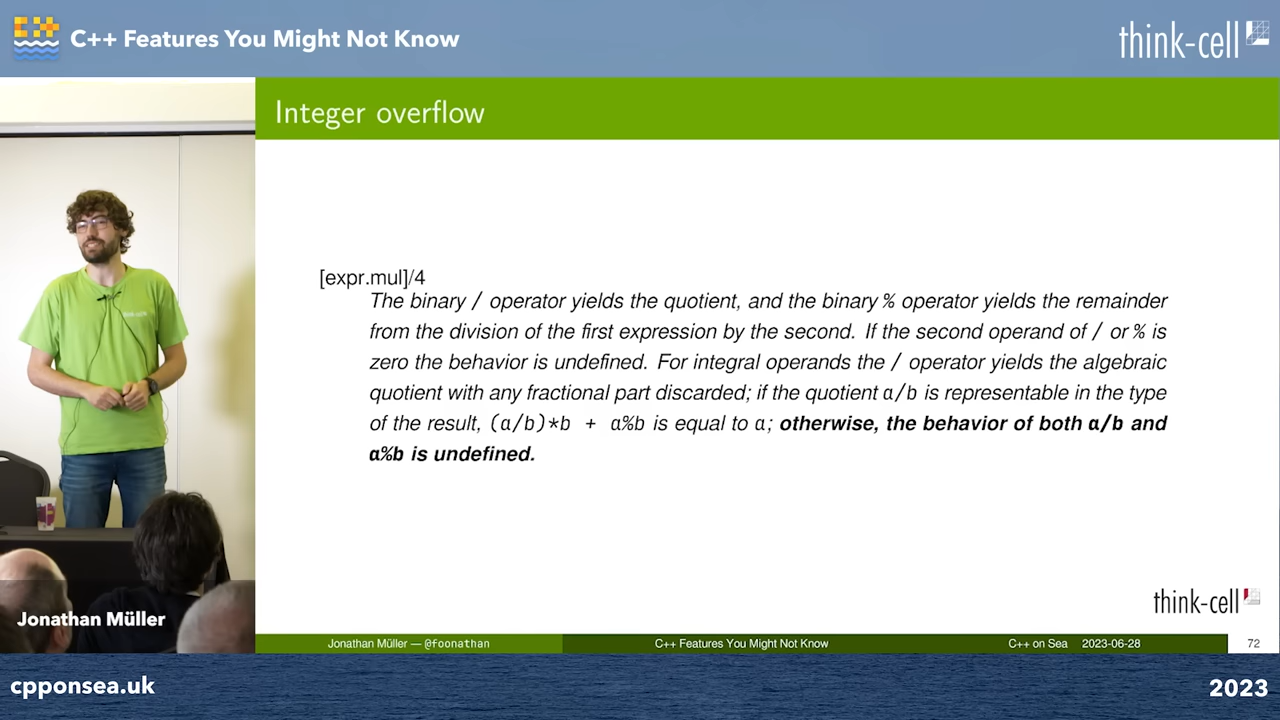 C++
C++ Features You Might Not Know
think-cell
Integer overflow
[expr.mul]/4
The binary / operator yields the quotient, and the binary % operator yields the remainder
from the division of the first expression by the second. If the second operand of / or % is
zero the behavior is undefined. For integral operands the / operator yields the algebraic
quotient with any fractional part discarded; if the quotient a/b is representable in the type
of the result, (a/b)*b + a%b is equal to a; otherwise, the behavior of both a/b and
a%b is undefined.
think-cell
think-cell
Jonathan Müller
Jonathan Müller — @foonathan
C++ Features You Might Not Know
C++ on Sea
2023-06-28
72
cpponsea.uk
2023